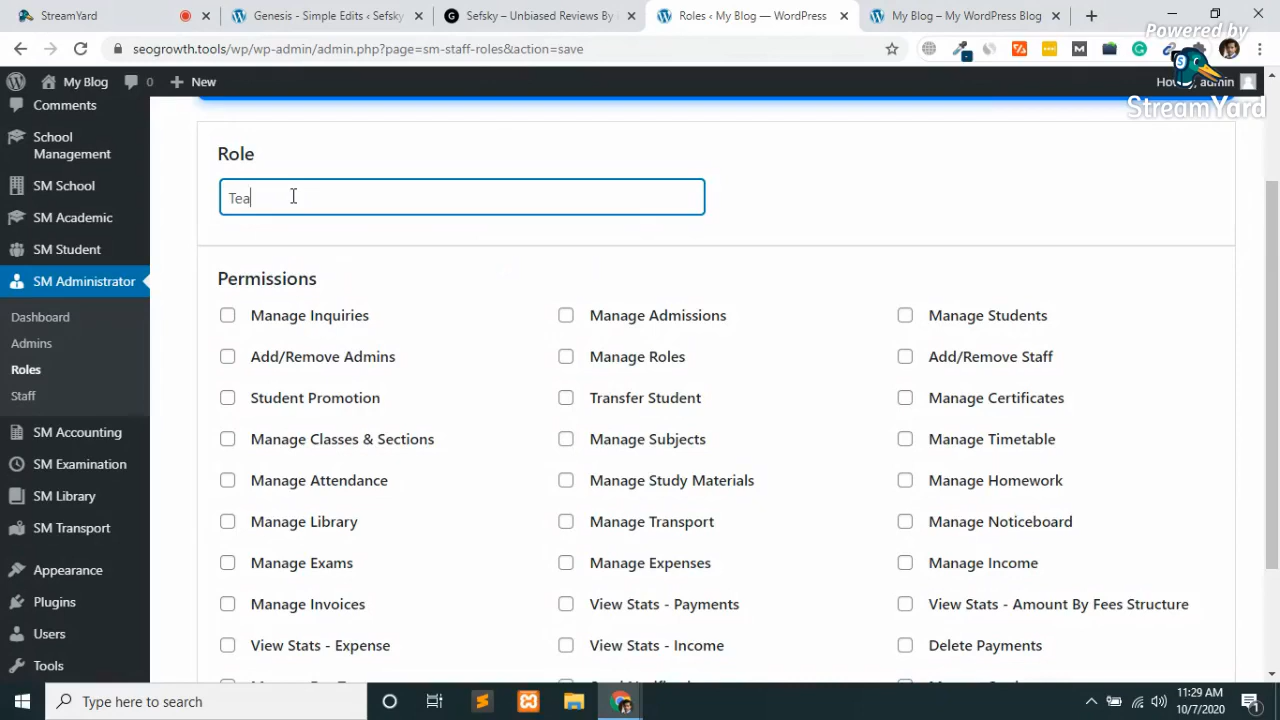 StreamYard
Genesis - Simple Edits ‹ Sefsky
Sefsky – Unbiased Reviews By
Roles ‹ My Blog — WordPress
My Blog – My WordPress Blog
Powered by
StreamYard
seogrowth.tools/wp/wp-admin/admin.php?page=sm-staff-roles&action=save
My Blog
0
New
Howdy, admin
Comments
School
Management
SM School
SM Academic
SM Student
SM Administrator
Dashboard
Admins
Roles
Staff
SM Accounting
SM Examination
SM Library
SM Transport
Appearance
Plugins
Users
Tools
Role
Tea
Permissions
Manage Inquiries
Manage Admissions
Manage Students
Add/Remove Admins
Manage Roles
Add/Remove Staff
Student Promotion
Transfer Student
Manage Certificates
Manage Classes & Sections
Manage Subjects
Manage Timetable
Manage Attendance
Manage Study Materials
Manage Homework
Manage Library
Manage Transport
Manage Noticeboard
Manage Exams
Manage Expenses
Manage Income
Manage Invoices
View Stats - Payments
View Stats - Amount By Fees Structure
View Stats - Expense
View Stats - Income
Delete Payments
Type here to search
11:29 AM
10/7/2020
1